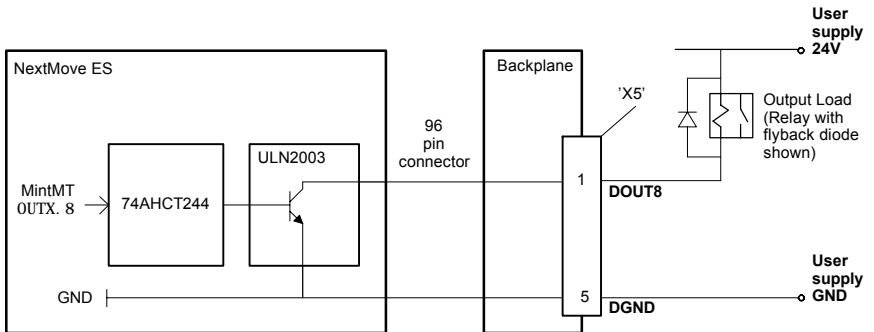 User
supply
24V
NextMove ES
Backplane
'X5'
Output Load
(Relay with
flyback diode
shown)
96
pin
connector
ULN2003
MintMT
OUTX. 8
74AHCT244
1
DOUT8
User
supply
GND
GND
5
DGND